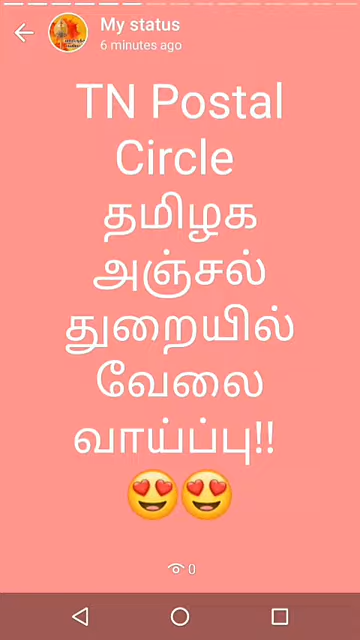 My status
6 minutes ago
TN Postal
Circle
தமிழக
அஞ்சல்
துறையில்
வேலை
வாய்ப்பு!!
😍😍
0